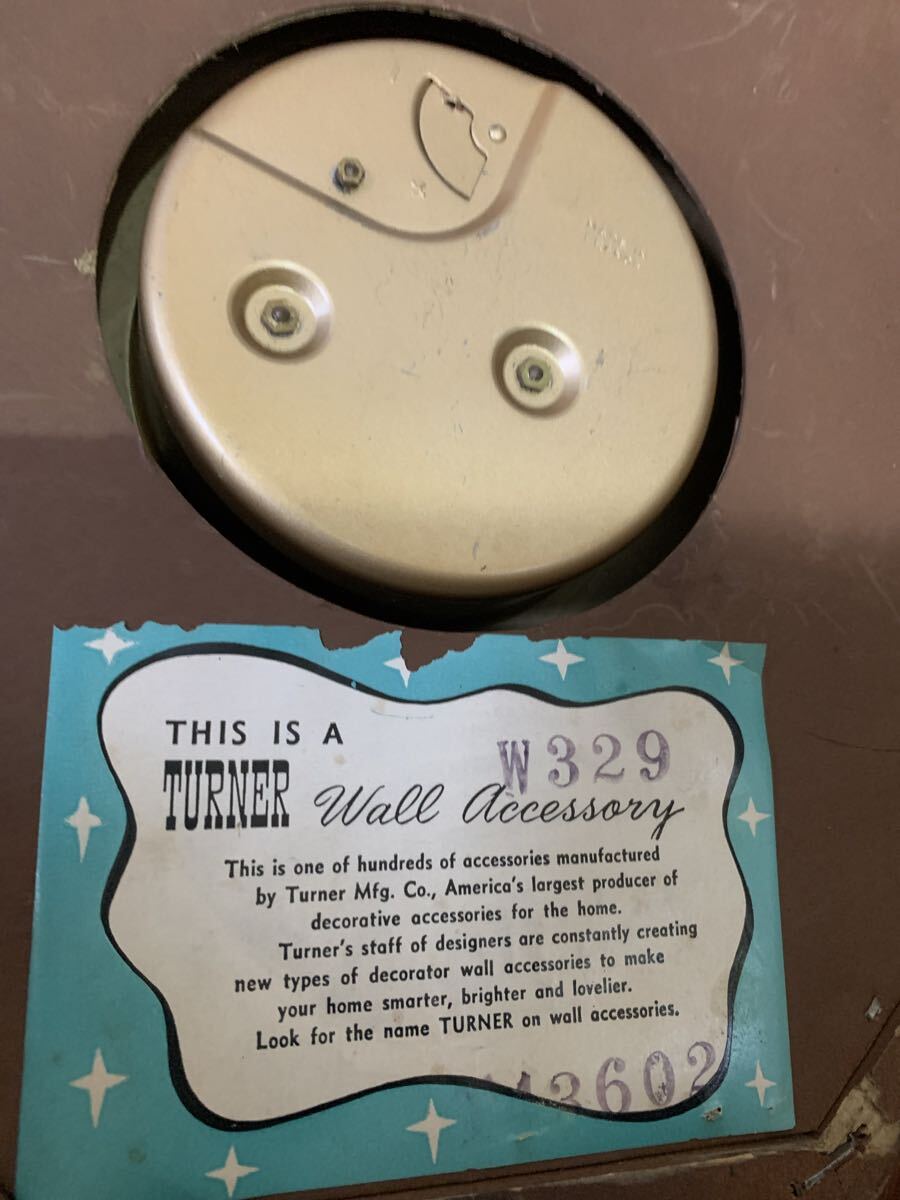 THIS IS A
W329
TURNER Wall Accessory
This is one of hundreds of accessories manufactured
by Turner Mfg. Co., America's largest producer of
decorative accessories for the home.
Turner's staff of designers are constantly creating
new types of decorator wall accessories to make
your home smarter, brighter and lovelier.
Look for the name TURNER on wall accessories.
3602